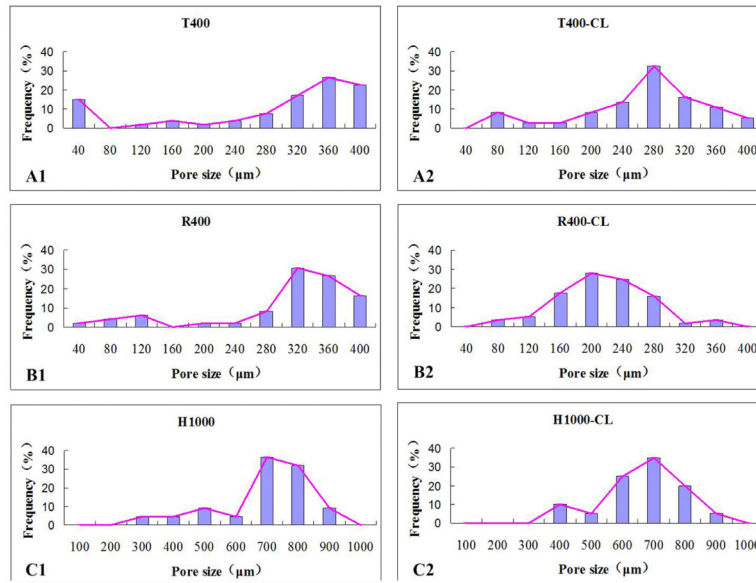 T400
Frequency (%)
40
30
20
10
0
40 80 120 160 200 240 280 320 360 400
A1
Pore size (μm)
T400-CL
Frequency (%)
40
30
20
10
0
40 80 120 160 200 240 280 320 360 400
A2
Pore size (μm)
R400
Frequency (%)
40
30
20
10
0
40 80 120 160 200 240 280 320 360 400
B1
Pore size (μm)
R400-CL
Frequency (%)
40
30
20
10
0
40 80 120 160 200 240 280 320 360 400
B2
Pore size (μm)
H1000
Frequency (%)
40
30
20
10
0
100 200 300 400 500 600 700 800 900 1000
C1
Pore size (μm)
H1000-CL
Frequency (%)
40
30
20
10
0
100 200 300 400 500 600 700 800 900 1000
C2
Pore size (μm)